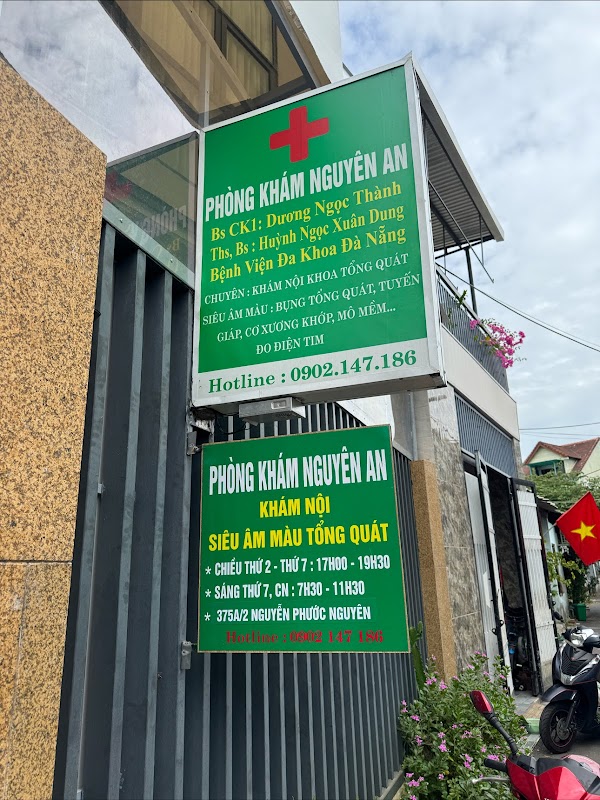 PHÒNG KHÁM NGUYÊN AN
Bs CK1: Dương Ngọc Thành
Ths, Bs : Huỳnh Ngọc Xuân Dung
Bệnh Viện Đa Khoa Đà Nẵng
CHUYÊN : KHÁM NỘI KHOA TỔNG QUÁT
SIÊU ÂM MÀU : BỤNG TỔNG QUÁT, TUYẾN
GIÁP, CƠ XƯƠNG KHỚP, MÔ MỀM...
ĐO ĐIỆN TIM
Hotline : 0902.147.186
PHÒNG KHÁM NGUYÊN AN
KHÁM NỘI
SIÊU ÂM MÀU TỔNG QUÁT
* CHIỀU THỨ 2 - THỨ 7 : 17H00 - 19H30
* SÁNG THỨ 7, CN : 7H30 - 11H30
* 375A/2 NGUYỄN PHƯỚC NGUYÊN
Hotline : 0902 147 186